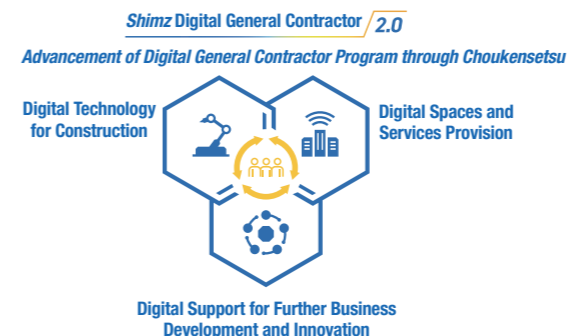 Shimz Digital General Contractor 2.0
Advancement of Digital General Contractor Program through Choukensetsu
Digital Technology
for Construction
Digital Spaces and
Services Provision
Digital Support for Further Business
Development and Innovation